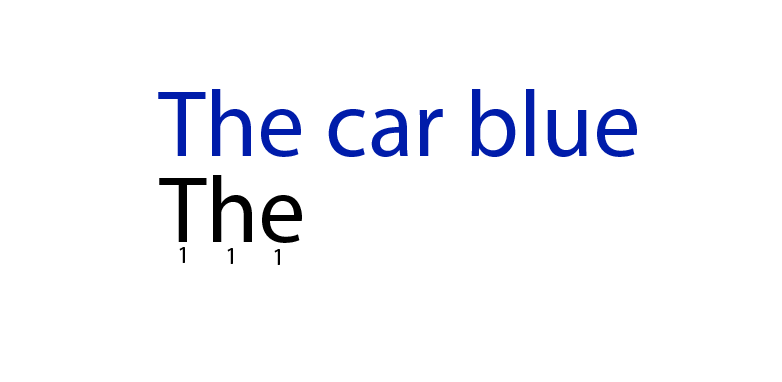 The car blue
The
1 1 1